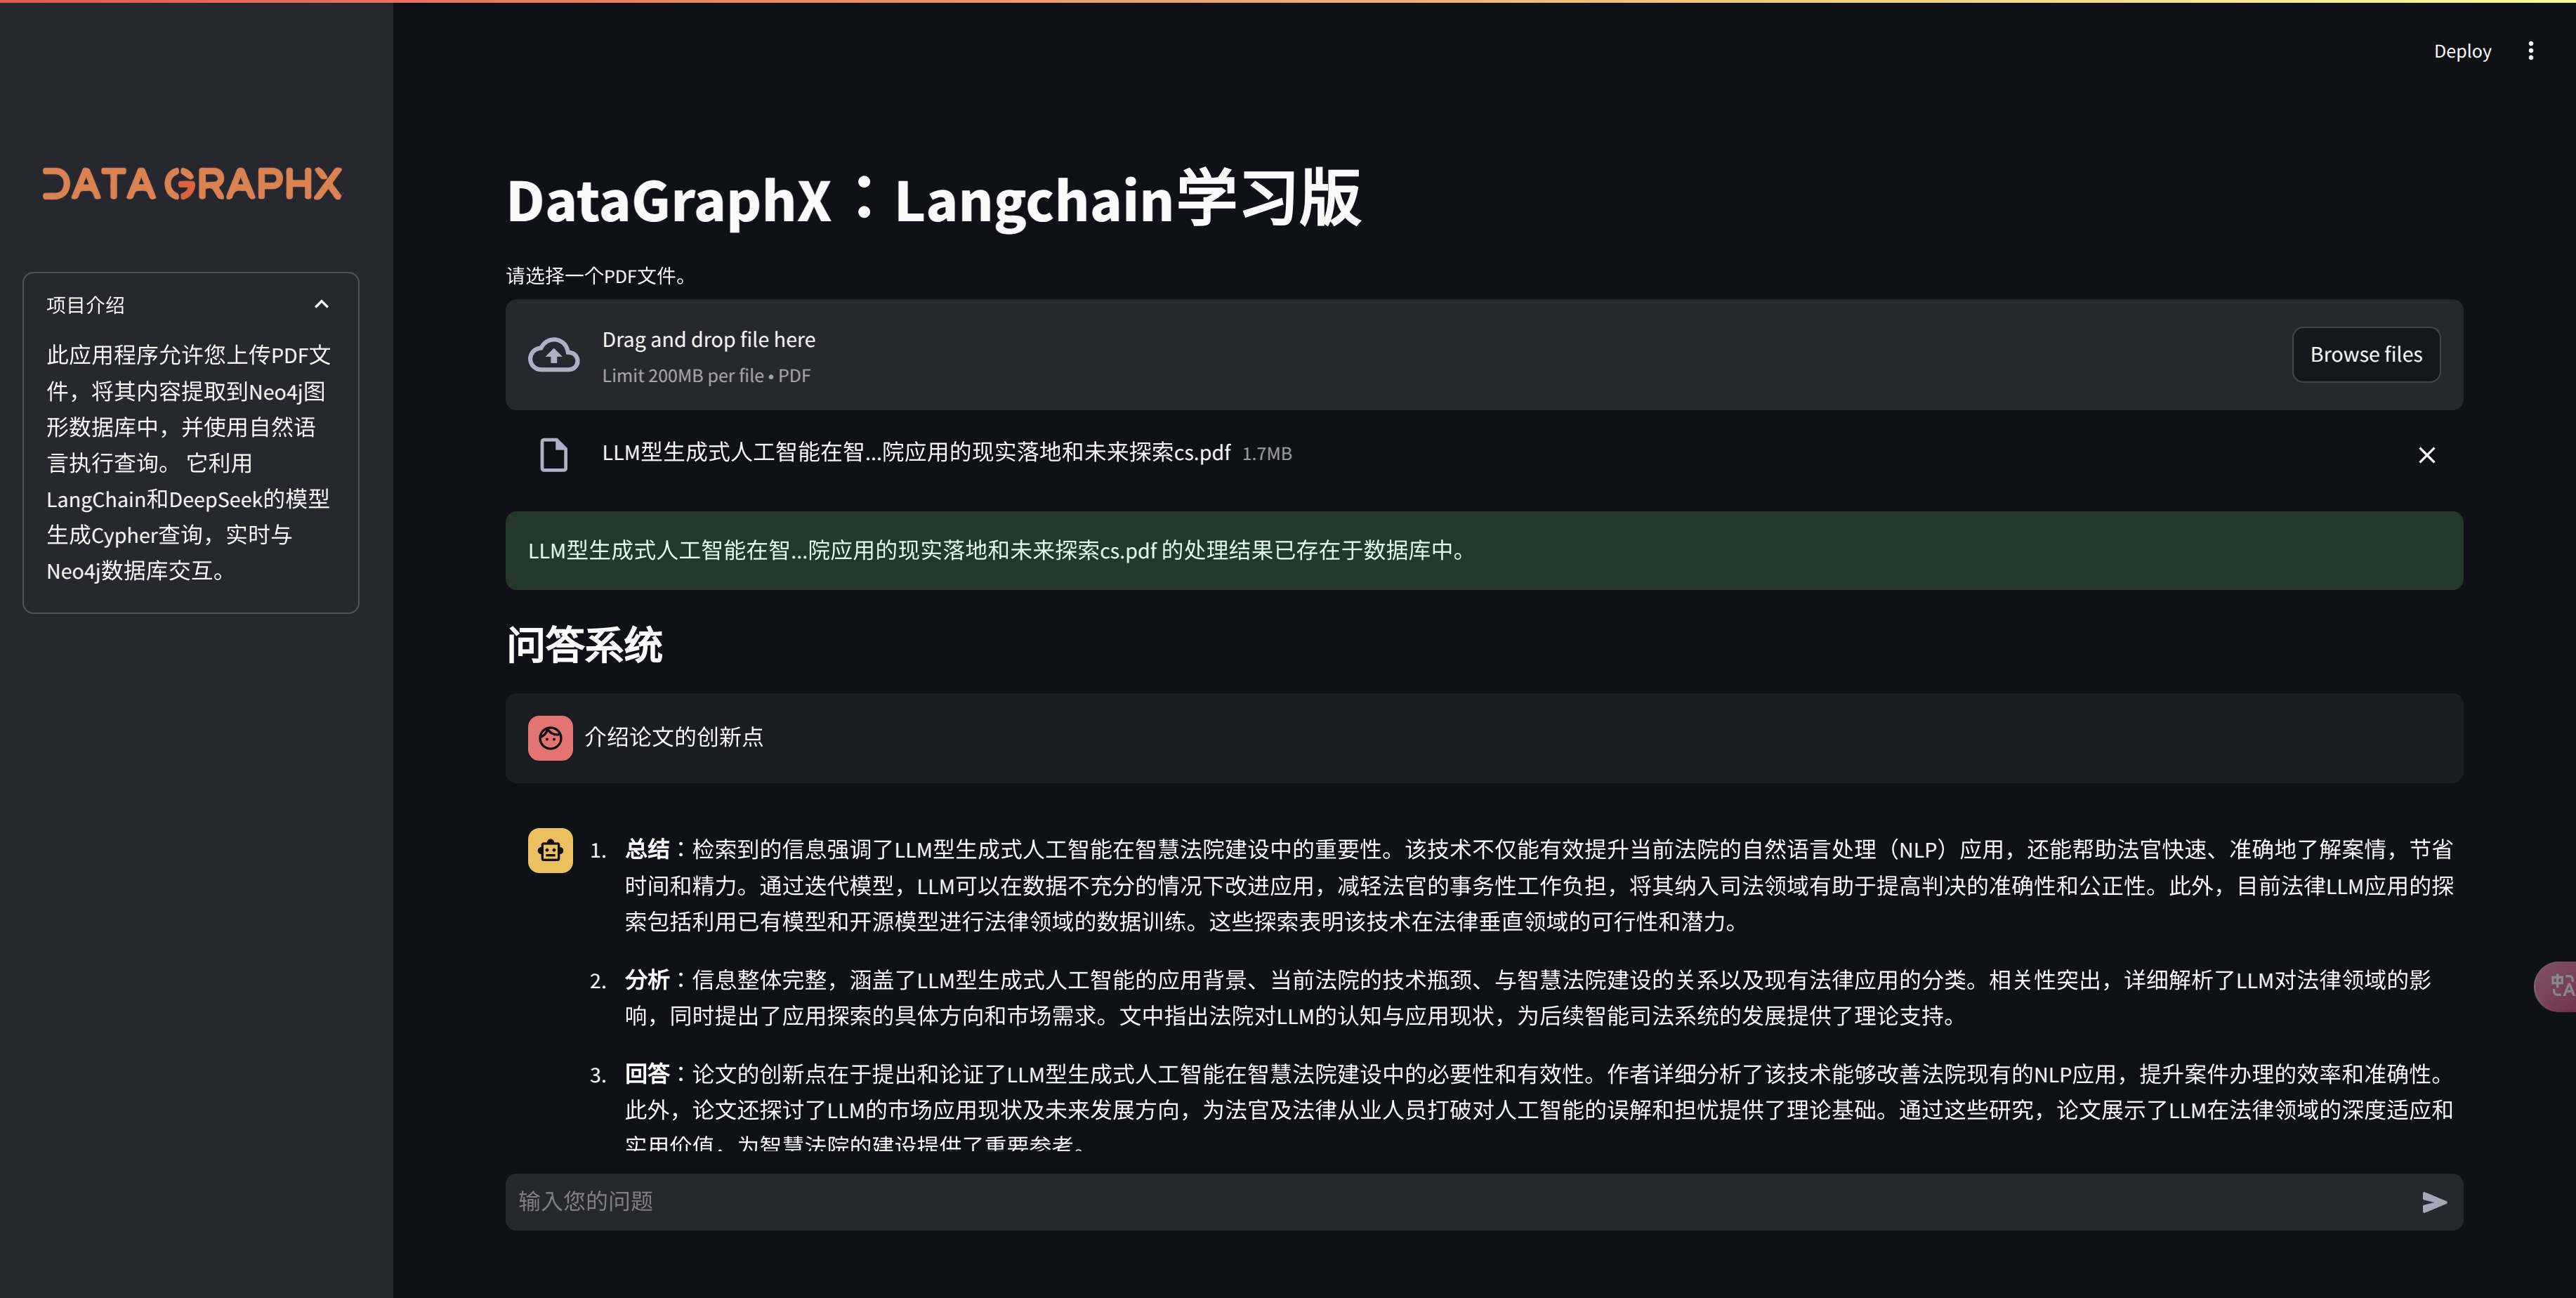 Deploy
DATA GRAPHX
项目介绍
此应用程序允许您上传PDF文
件，将其内容提取到Neo4j图
形数据库中，并使用自然语
言执行查询。 它利用
LangChain和DeepSeek的模型
生成Cypher查询，实时与
Neo4j数据库交互。
DataGraphX：Langchain学习版
请选择一个PDF文件。
Drag and drop file here
Limit 200MB per file • PDF
Browse files
LLM型生成式人工智能在智...院应用的现实落地和未来探索cs.pdf 1.7MB
LLM型生成式人工智能在智...院应用的现实落地和未来探索cs.pdf 的处理结果已存在于数据库中。
问答系统
介绍论文的创新点
1. 总结：检索到的信息强调了LLM型生成式人工智能在智慧法院建设中的重要性。该技术不仅能有效提升当前法院的自然语言处理（NLP）应用，还能帮助法官快速、准确地了解案情，节省
时间和精力。通过迭代模型，LLM可以在数据不充分的情况下改进应用，减轻法官的事务性工作负担，将其纳入司法领域有助于提高判决的准确性和公正性。此外，目前法律LLM应用的探
索包括利用已有模型和开源模型进行法律领域的数据训练。这些探索表明该技术在法律垂直领域的可行性和潜力。
2. 分析：信息整体完整，涵盖了LLM型生成式人工智能的应用背景、当前法院的技术瓶颈、与智慧法院建设的关系以及现有法律应用的分类。相关性突出，详细解析了LLM对法律领域的影
响，同时提出了应用探索的具体方向和市场需求。文中指出法院对LLM的认知与应用现状，为后续智能司法系统的发展提供了理论支持。
3. 回答：论文的创新点在于提出和论证了LLM型生成式人工智能在智慧法院建设中的必要性和有效性。作者详细分析了该技术能够改善法院现有的NLP应用，提升案件办理的效率和准确性。
此外，论文还探讨了LLM的市场应用现状及未来发展方向，为法官及法律从业人员打破对人工智能的误解和担忧提供了理论基础。通过这些研究，论文展示了LLM在法律领域的深度适应和
实用价值，为智慧法院的建设提供了重要参考。
输入您的问题